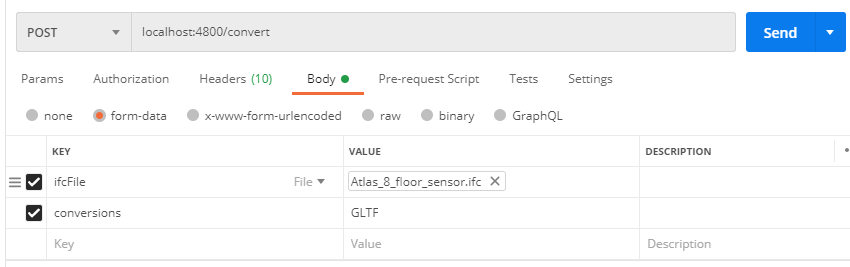 POST localhost:4800/convert Send
Params Authorization Headers (10) Body Pre-request Script Tests Settings
none form-data x-www-form-urlencoded raw binary GraphQL
KEY VALUE DESCRIPTION
ifcFile File Atlas_8_floor_sensor.ifc
conversions GLTF
Key Value Description